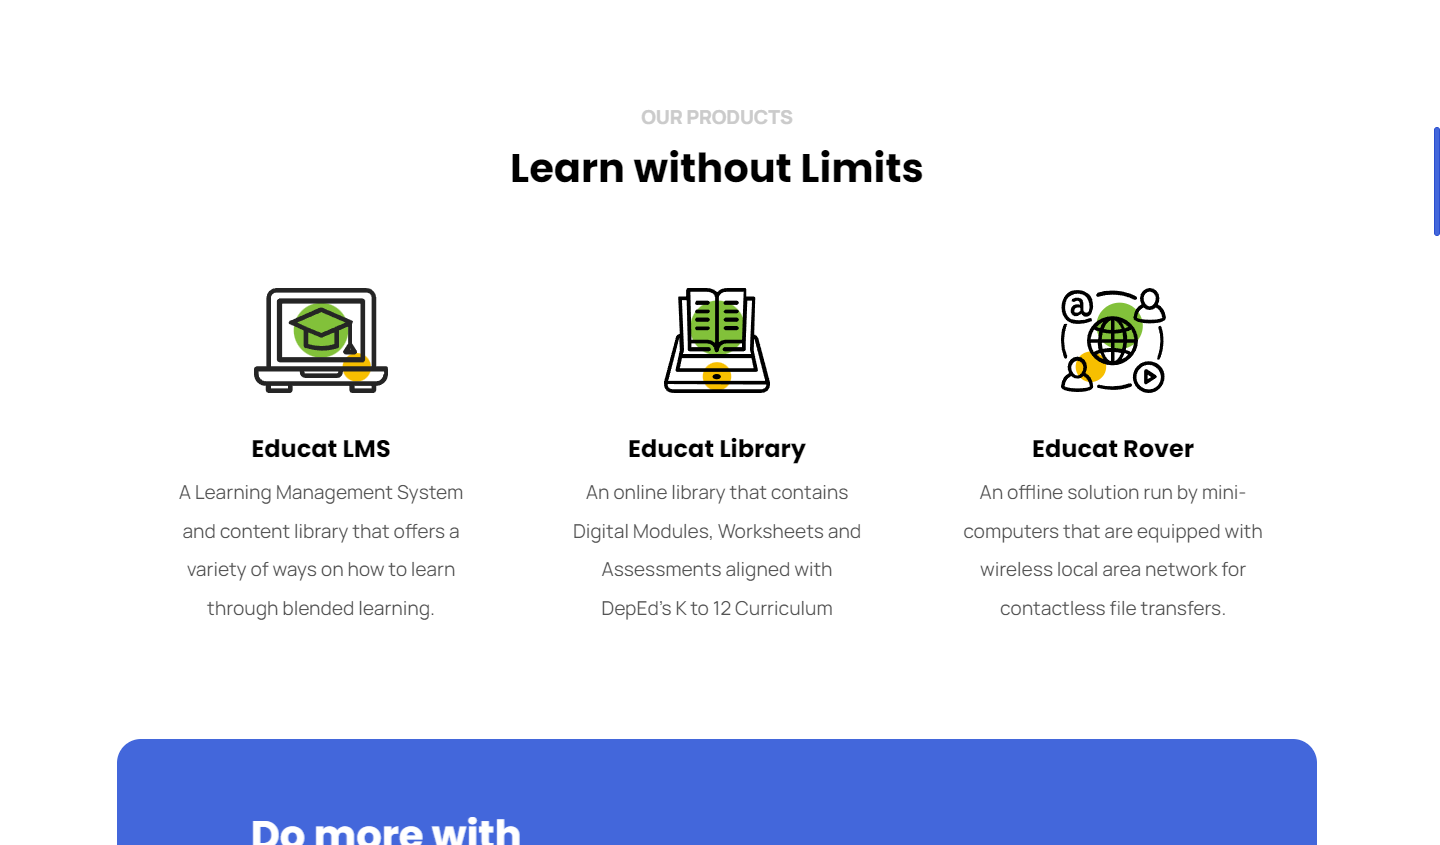 OUR PRODUCTS
Learn without Limits
Educat LMS
A Learning Management System
and content library that offers a
variety of ways on how to learn
through blended learning.
Educat Library
An online library that contains
Digital Modules, Worksheets and
Assessments aligned with
DepEd’s K to 12 Curriculum
Educat Rover
An offline solution run by mini-
computers that are equipped with
wireless local area network for
contactless file transfers.
Do more with